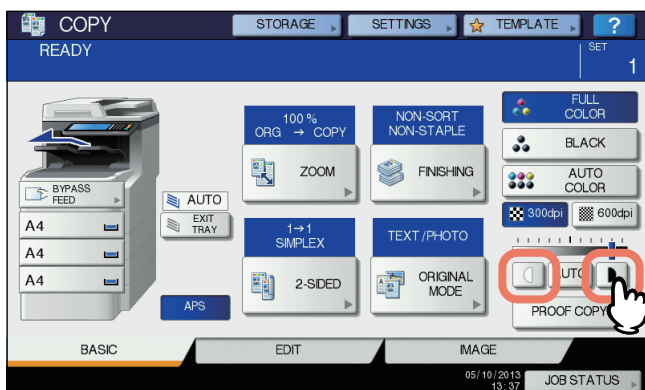 COPY
STORAGE
SETTINGS
TEMPLATE
?
READY
SET
1
100 %
ORG → COPY
ZOOM
NON-SORT
NON-STAPLE
FINISHING
FULL
COLOR
BLACK
AUTO
COLOR
300dpi
600dpi
BYPASS
FEED
AUTO
EXIT
TRAY
A4
A4
A4
APS
1→1
SIMPLEX
2-SIDED
TEXT/PHOTO
ORIGINAL
MODE
AUTO
PROOF COPY
BASIC
EDIT
IMAGE
05/10/2013
13:37
JOB STATUS